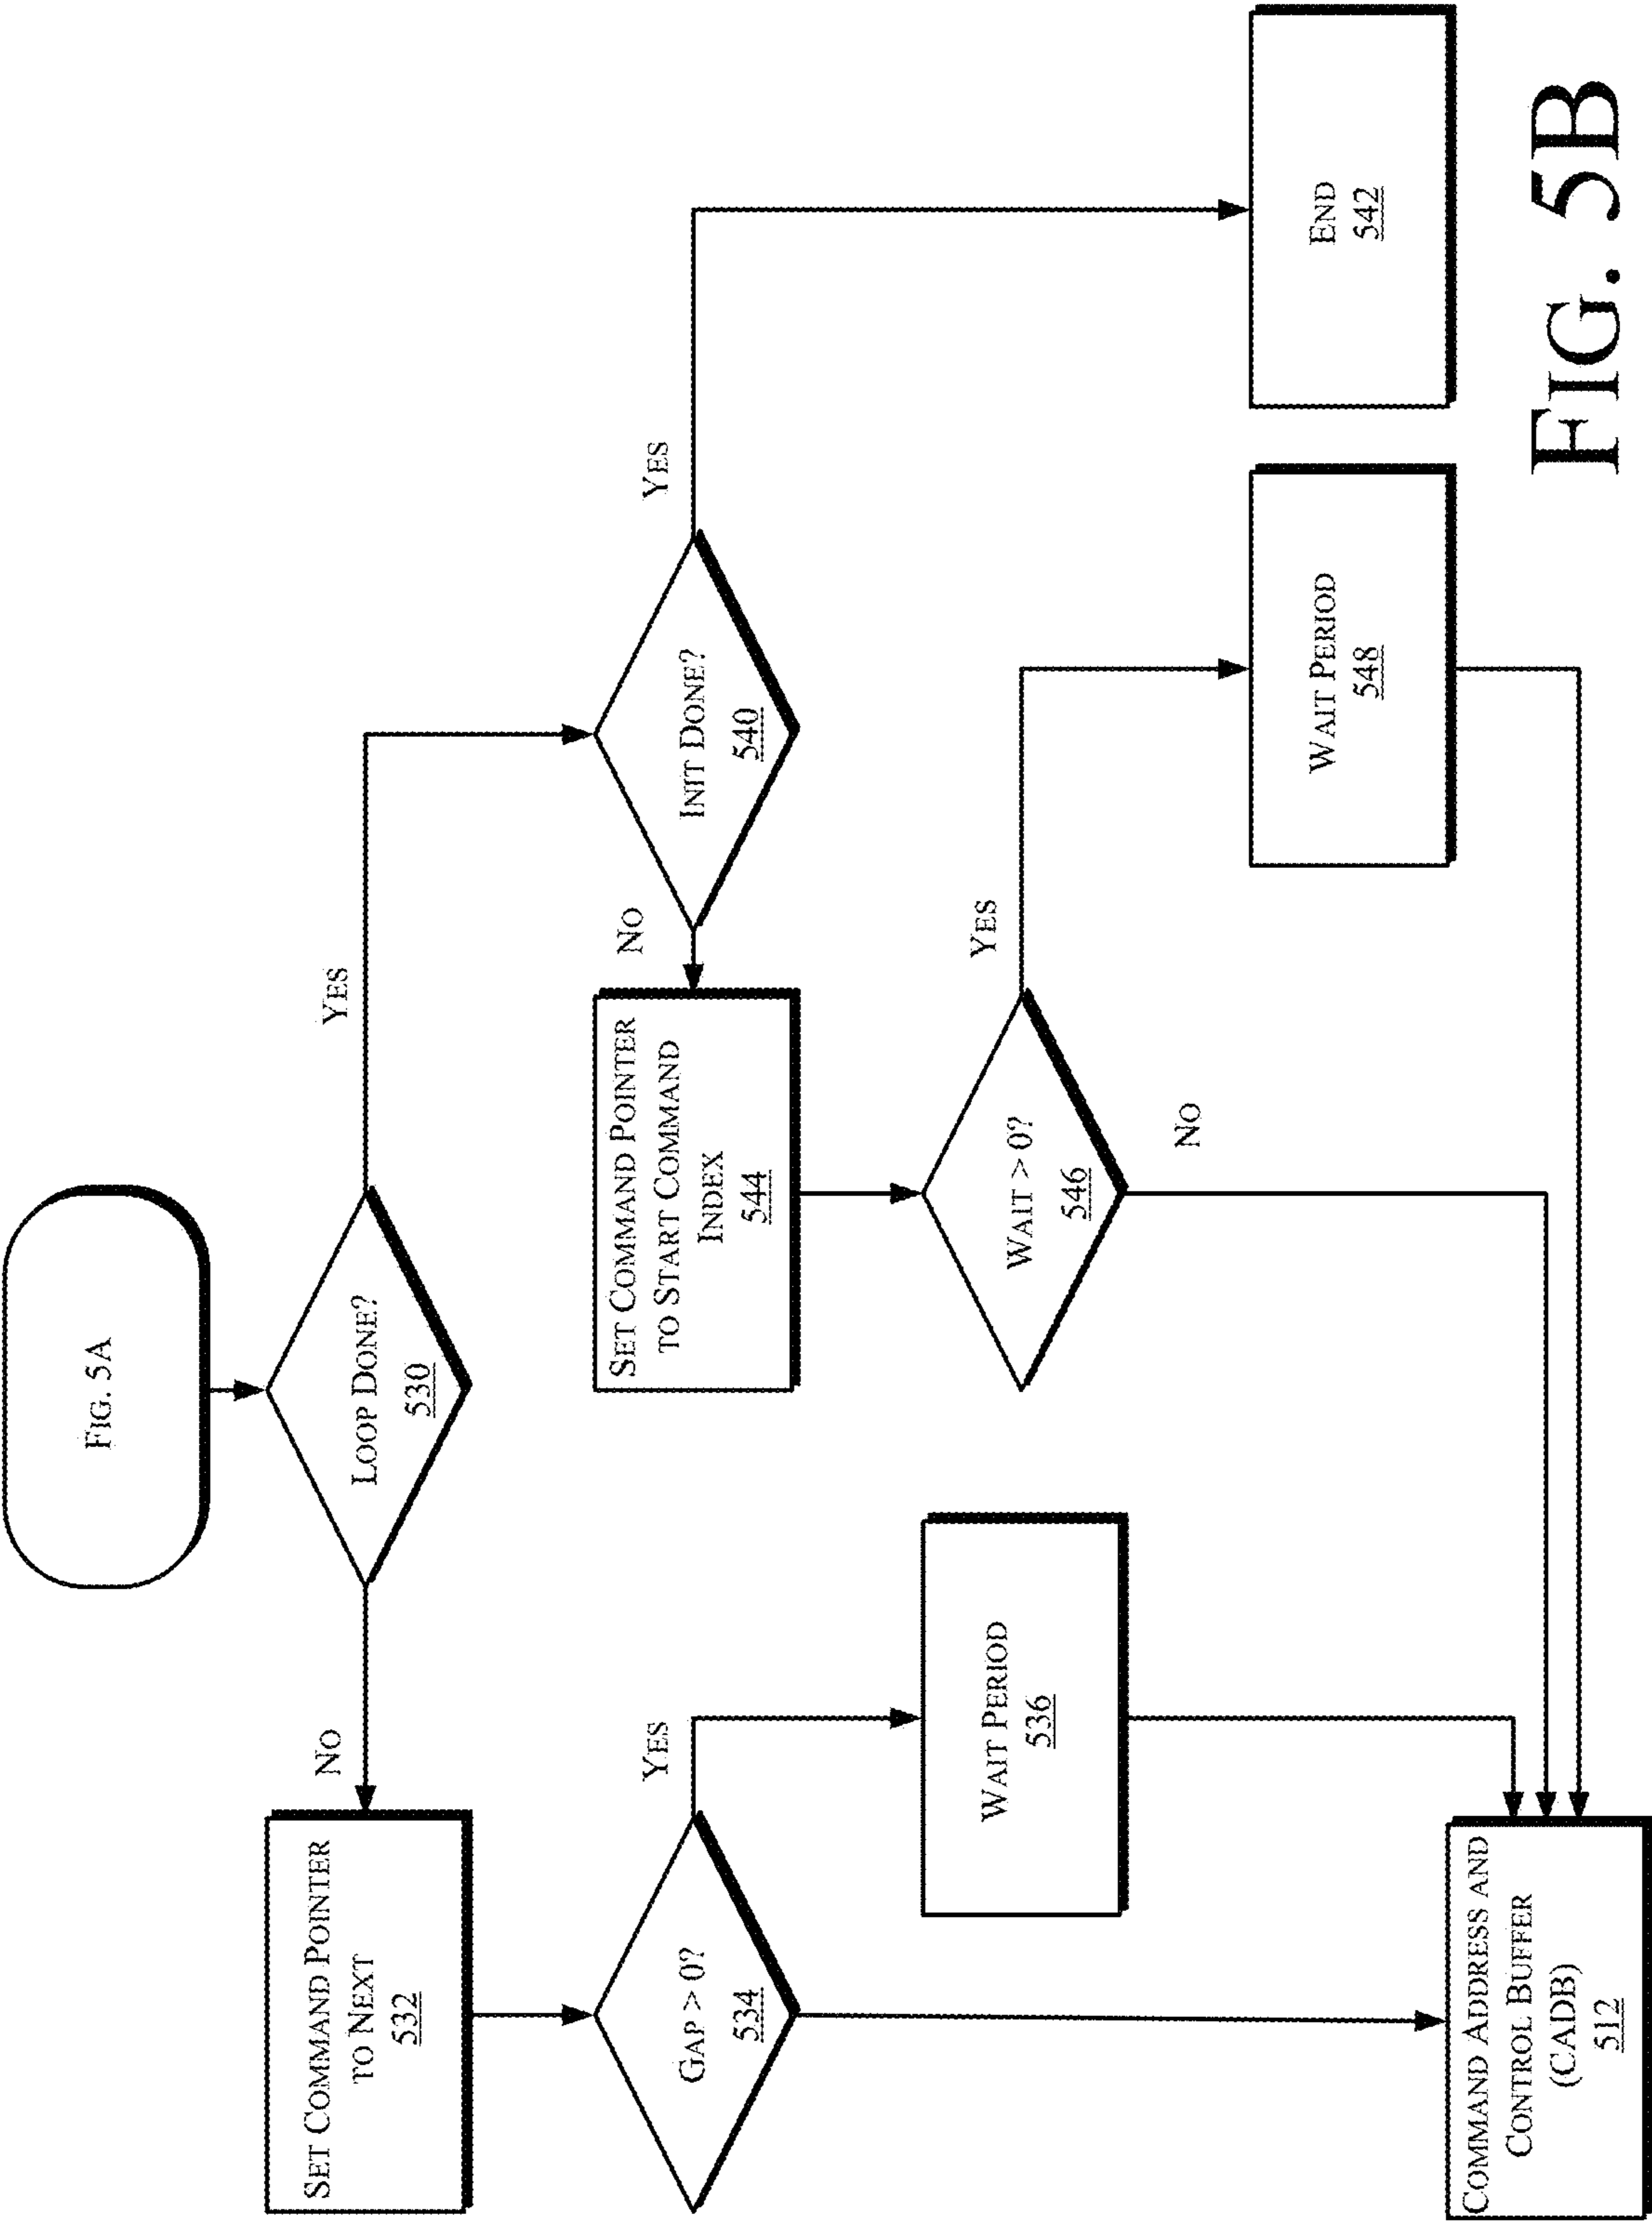 FIG. 5A
LOOP DONE?
530
NO
YES
SET COMMAND POINTER
TO NEXT
532
GAP > 0?
534
YES
WAIT PERIOD
536
INIT DONE?
540
NO
YES
SET COMMAND POINTER
TO START COMMAND
INDEX
544
WAIT > 0?
546
YES
NO
WAIT PERIOD
548
END
542
COMMAND ADDRESS AND
CONTROL BUFFER
(CADB)
512
FIG. 5B